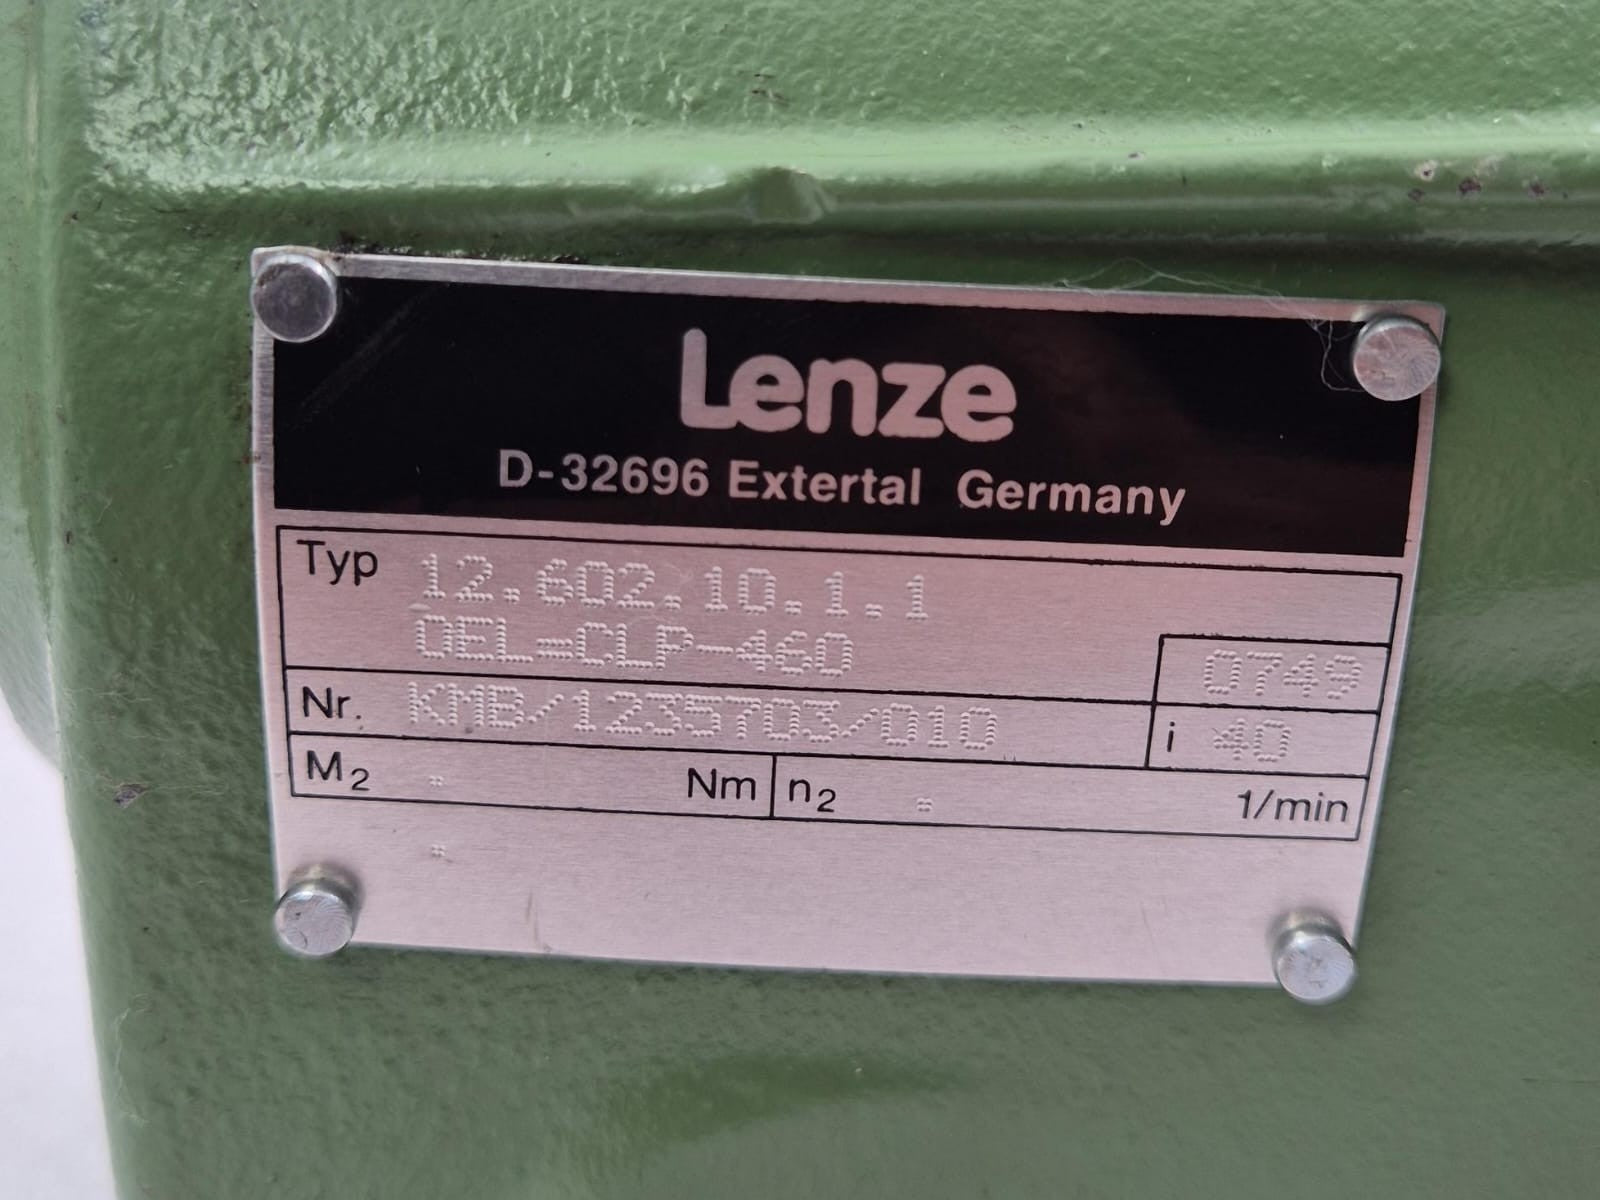 Lenze
D-32696 Extertal Germany
Typ 12.602.10.1.1
OEL=CLP-460 0749
Nr. KMB/1235703/010 i 40
M2 Nm n2 1/min